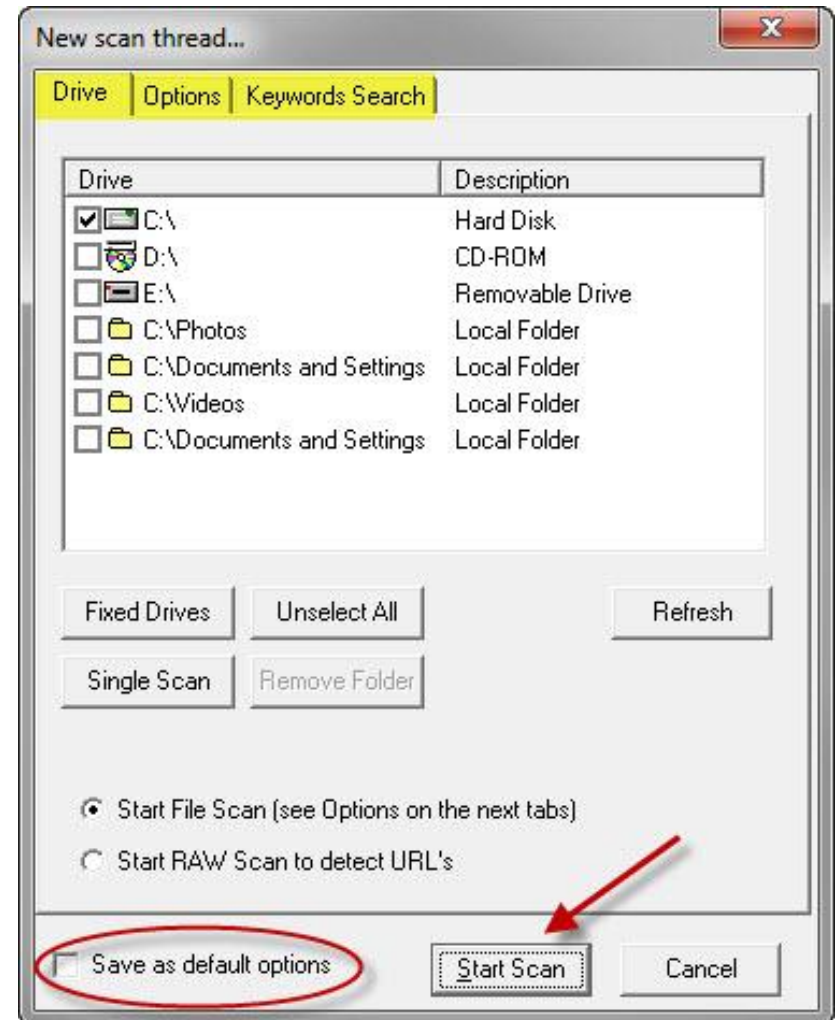 New scan thread...
Drive Options Keywords Search
Drive Description
C:\ Hard Disk
D:\ CD-ROM
E:\ Removable Drive
C:\Photos Local Folder
C:\Documents and Settings Local Folder
C:\Videos Local Folder
C:\Documents and Settings Local Folder
Fixed Drives Unselect All Refresh
Single Scan Remove Folder
Start File Scan (see Options on the next tabs)
Start RAW Scan to detect URL's
Save as default options Start Scan Cancel